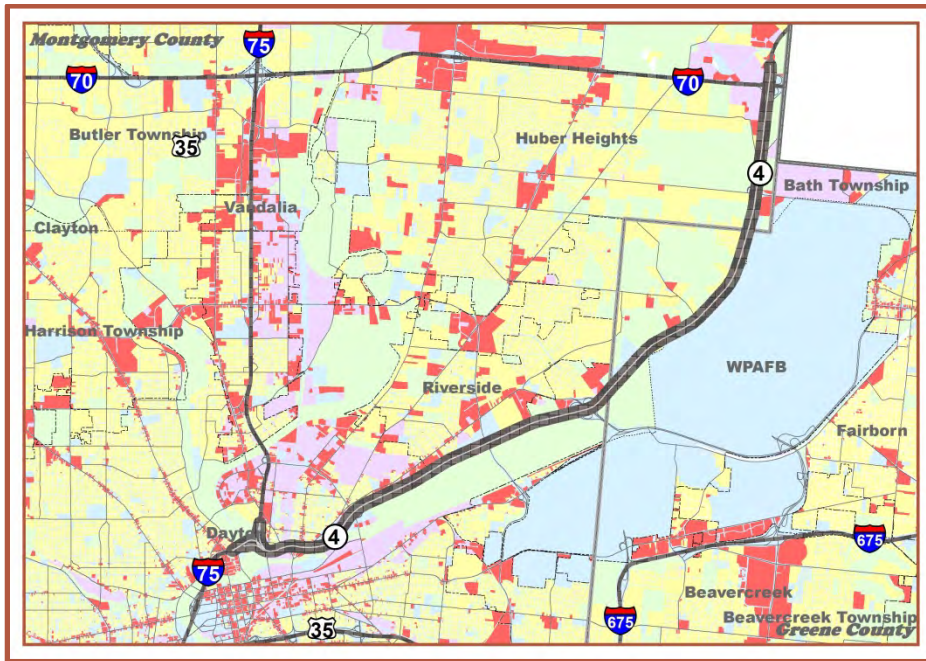 Montgomery County
75
70
70
Butler Township
35
Huber Heights
4
Bath Township
Vandalia
Clayton
Harrison Township
WPAFB
Riverside
Fairborn
Dayto
4
675
75
Beavercreek
35
675
Beavercreek Township
Greene County